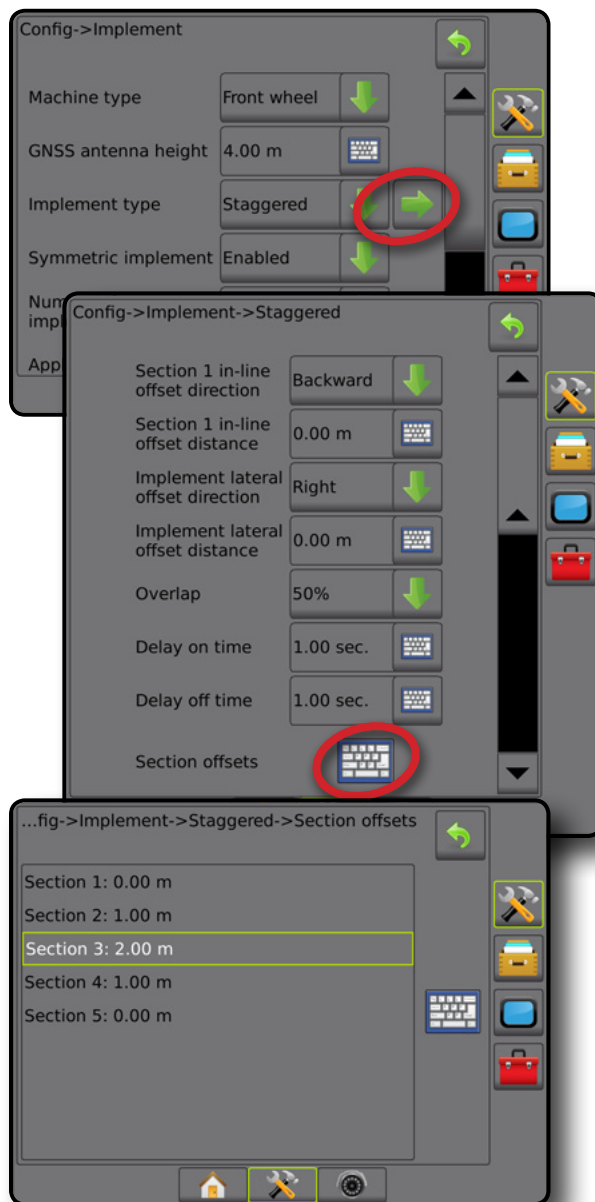 Config->Implement
Machine type Front wheel
GNSS antenna height 4.00 m
Implement type Staggered
Symmetric implement Enabled
Config->Implement->Staggered
Section 1 in-line
offset direction Backward
Section 1 in-line
offset distance 0.00 m
Implement lateral
offset direction Right
Implement lateral
offset distance 0.00 m
Overlap 50%
Delay on time 1.00 sec.
Delay off time 1.00 sec.
Section offsets
...fig->Implement->Staggered->Section offsets
Section 1: 0.00 m
Section 2: 1.00 m
Section 3: 2.00 m
Section 4: 1.00 m
Section 5: 0.00 m